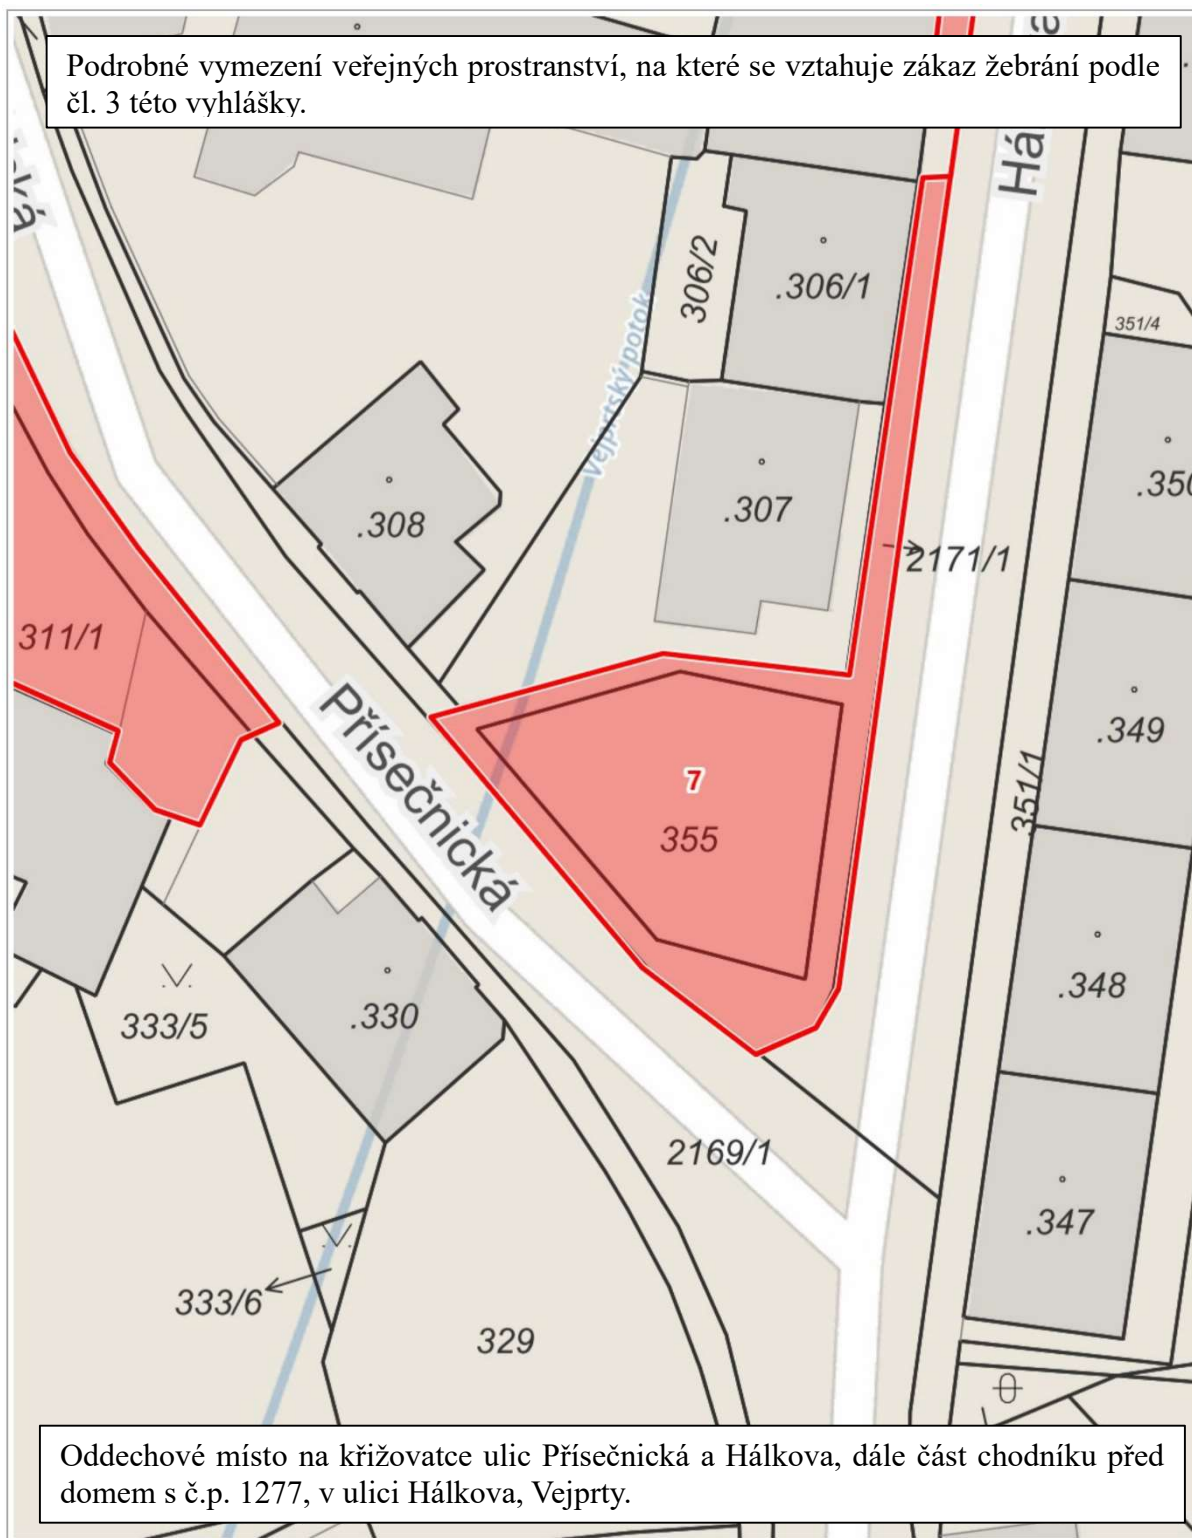 Podrobné vymezení veřejných prostranství, na které se vztahuje zákaz žebrání podle
čl. 3 této vyhlášky.
Há
306/2
.306/1
351/4
Vejprtský potok
.308
.307
.350
2171/1
311/1
Přísečnická
.349
7
355
351/1
.348
333/5
.330
2169/1
.347
333/6
329
Oddechové místo na křižovatce ulic Přísečnická a Hálkova, dále část chodníku před
domem s č.p. 1277, v ulici Hálkova, Vejprty.